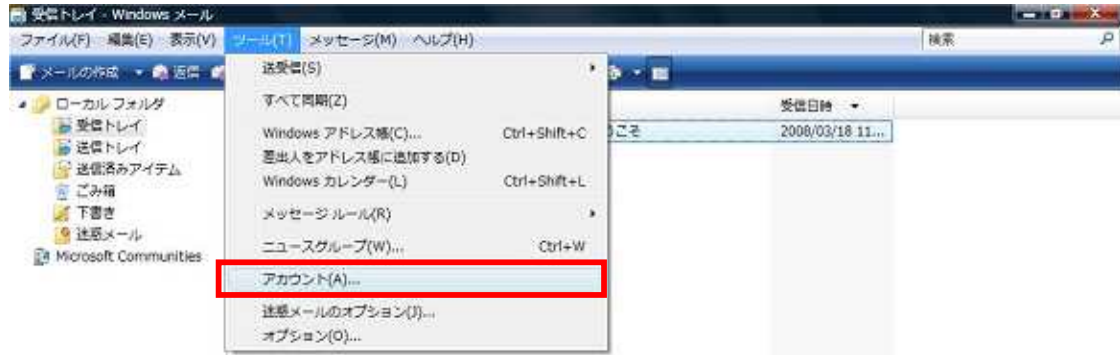 受信トレイ - Windows メール
ファイル(F) 編集(E) 表示(V) ツール(T) メッセージ(M) ヘルプ(H)
検索
メールの作成 返信
ローカル フォルダ
受信トレイ
送信トレイ
送信済みアイテム
ごみ箱
下書き
迷惑メール
Microsoft Communities
送受信(S)
すべて同期(Z)
Windows アドレス帳(C)... Ctrl+Shift+C
差出人をアドレス帳に追加する(D)
Windows カレンダー(L) Ctrl+Shift+L
メッセージ ルール(R)
ニュースグループ(W)... Ctrl+W
アカウント(A)...
迷惑メールのオプション(J)...
オプション(O)...
受信日時
うこそ 2008/03/18 11...